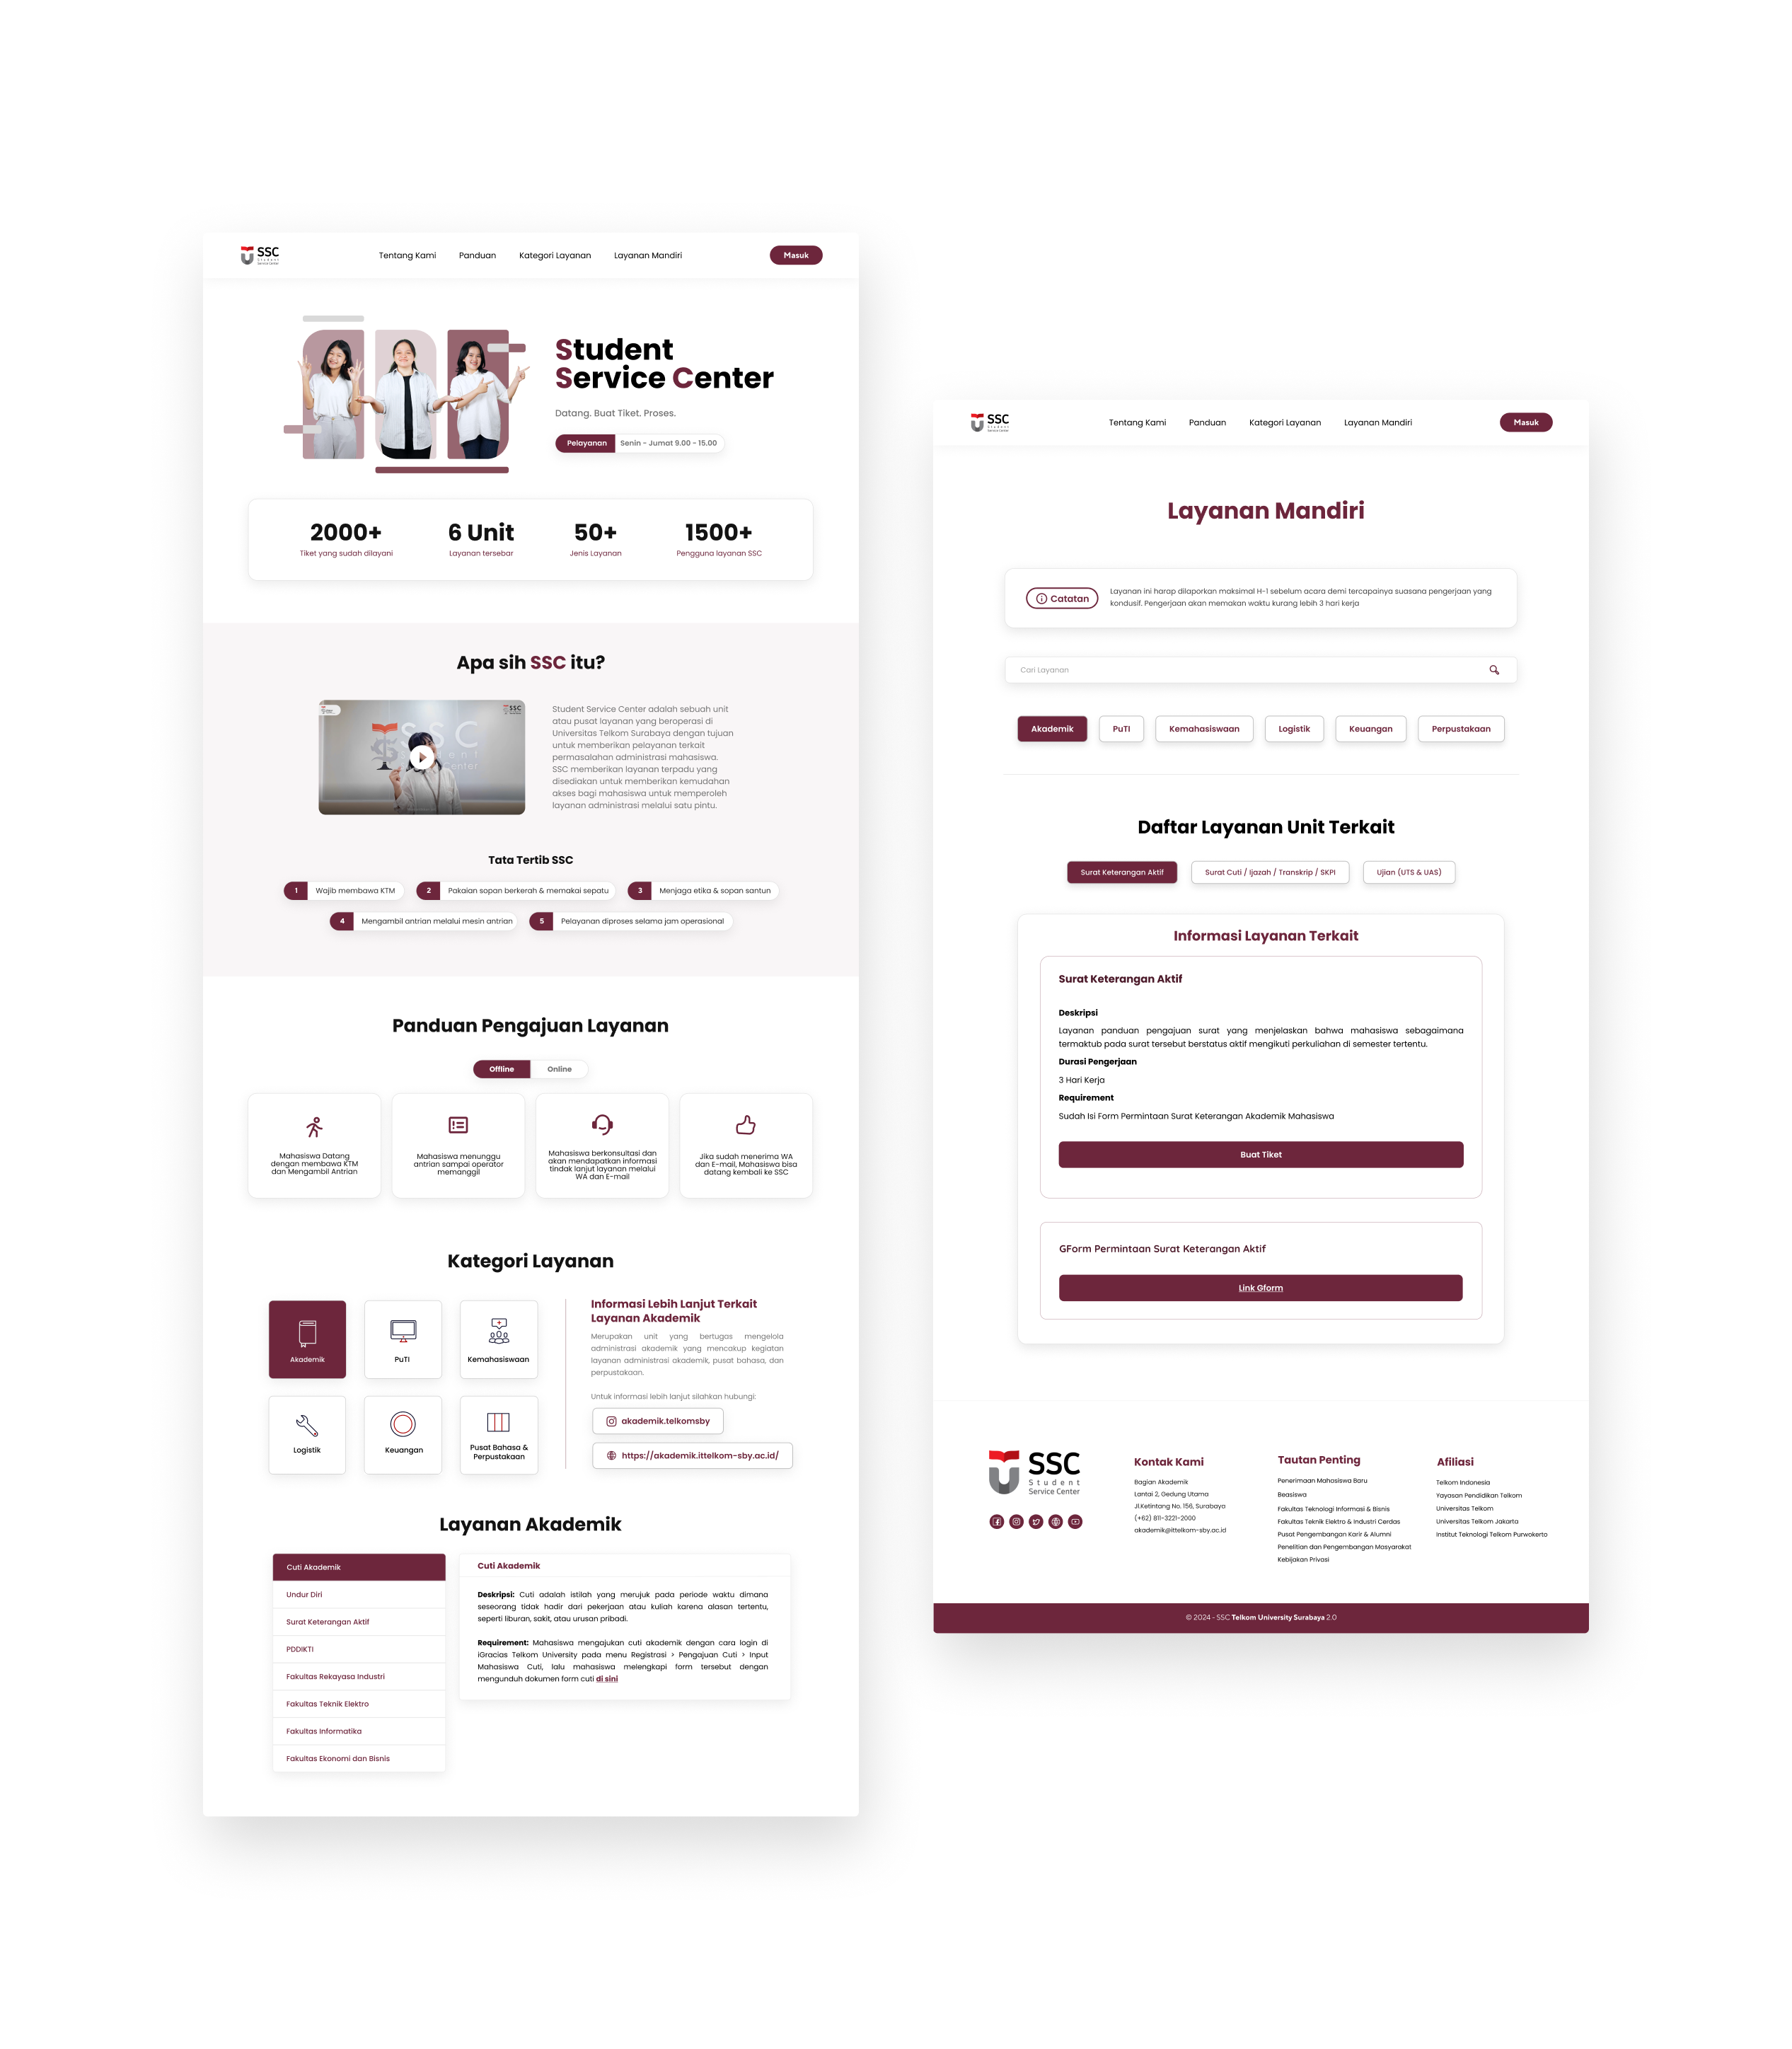 SSC
Student
Service Center
Tentang Kami
Panduan
Kategori Layanan
Layanan Mandiri
Masuk
Student
Service Center
Datang. Buat Tiket. Proses.
Pelayanan
Senin - Jumat 9.00 - 15.00
2000+
Tiket yang sudah dilayani
6 Unit
Layanan tersebar
50+
Jenis Layanan
1500+
Pengguna layanan SSC
Apa sih SSC itu?
SSC
Student Service Center adalah sebuah unit
atau pusat layanan yang beroperasi di
Universitas Telkom Surabaya dengan tujuan
untuk memberikan pelayanan terkait
permasalahan administrasi mahasiswa.
SSC memberikan layanan terpadu yang
disediakan untuk memberikan kemudahan
akses bagi mahasiswa untuk memperoleh
layanan administrasi melalui satu pintu.
Tata Tertib SSC
1 Wajib membawa KTM
2 Pakaian sopan berkerah & memakai sepatu
3 Menjaga etika & sopan santun
4 Mengambil antrian melalui mesin antrian
5 Pelayanan diproses selama jam operasional
Panduan Pengajuan Layanan
Offline
Online
Mahasiswa Datang
dengan membawa KTM
dan Mengambil Antrian
Mahasiswa menunggu
antrian sampai operator
memanggil
Mahasiswa berkonsultasi dan
akan mendapatkan informasi
tindak lanjut layanan melalui
WA dan E-mail
Jika sudah menerima WA
dan E-mail, Mahasiswa bisa
datang kembali ke SSC
Kategori Layanan
Akademik
PuTI
Kemahasiswaan
Logistik
Keuangan
Pusat Bahasa &
Perpustakaan
Informasi Lebih Lanjut Terkait
Layanan Akademik
Merupakan unit yang bertugas mengelola
administrasi akademik yang mencakup kegiatan
layanan administrasi akademik, pusat bahasa, dan
perpustakaan.
Untuk informasi lebih lanjut silahkan hubungi:
akademik.telkomsby
https://akademik.ittelkom-sby.ac.id/
Layanan Akademik
Cuti Akademik
Undur Diri
Surat Keterangan Aktif
PDDIKTI
Fakultas Rekayasa Industri
Fakultas Teknik Elektro
Fakultas Informatika
Fakultas Ekonomi dan Bisnis
Cuti Akademik
Deskripsi: Cuti adalah istilah yang merujuk pada periode waktu dimana
seseorang tidak hadir dari pekerjaan atau kuliah karena alasan tertentu,
seperti liburan, sakit, atau urusan pribadi.
Requirement: Mahasiswa mengajukan cuti akademik dengan cara login di
iGracias Telkom University pada menu Registrasi > Pengajuan Cuti > Input
Mahasiswa Cuti, lalu mahasiswa melengkapi form tersebut dengan
mengunduh dokumen form cuti di sini
SSC
Student
Service Center
Tentang Kami
Panduan
Kategori Layanan
Layanan Mandiri
Masuk
Layanan Mandiri
Catatan
Layanan ini harap dilaporkan maksimal H-1 sebelum acara demi tercapainya suasana pengerjaan yang
kondusif. Pengerjaan akan memakan waktu kurang lebih 3 hari kerja
Cari Layanan
Akademik
PuTI
Kemahasiswaan
Logistik
Keuangan
Perpustakaan
Daftar Layanan Unit Terkait
Surat Keterangan Aktif
Surat Cuti / Ijazah / Transkrip / SKPI
Ujian (UTS & UAS)
Informasi Layanan Terkait
Surat Keterangan Aktif
Deskripsi
Layanan panduan pengajuan surat yang menjelaskan bahwa mahasiswa sebagaimana
termaktub pada surat tersebut berstatus aktif mengikuti perkuliahan di semester tertentu.
Durasi Pengerjaan
3 Hari Kerja
Requirement
Sudah Isi Form Permintaan Surat Keterangan Akademik Mahasiswa
Buat Tiket
GForm Permintaan Surat Keterangan Aktif
Link Gform
SSC
Student
Service Center
Kontak Kami
Bagian Akademik
Lantai 2, Gedung Utama
Jl.Ketintang No. 156, Surabaya
(+62) 811-3221-2000
akademik@ittelkom-sby.ac.id
Tautan Penting
Penerimaan Mahasiswa Baru
Beasiswa
Fakultas Teknologi Informasi & Bisnis
Fakultas Teknik Elektro & Industri Cerdas
Pusat Pengembangan Karir & Alumni
Penelitian dan Pengembangan Masyarakat
Kebijakan Privasi
Afiliasi
Telkom Indonesia
Yayasan Pendidikan Telkom
Universitas Telkom
Universitas Telkom Jakarta
Institut Teknologi Telkom Purwokerto
© 2024 - SSC Telkom University Surabaya 2.0